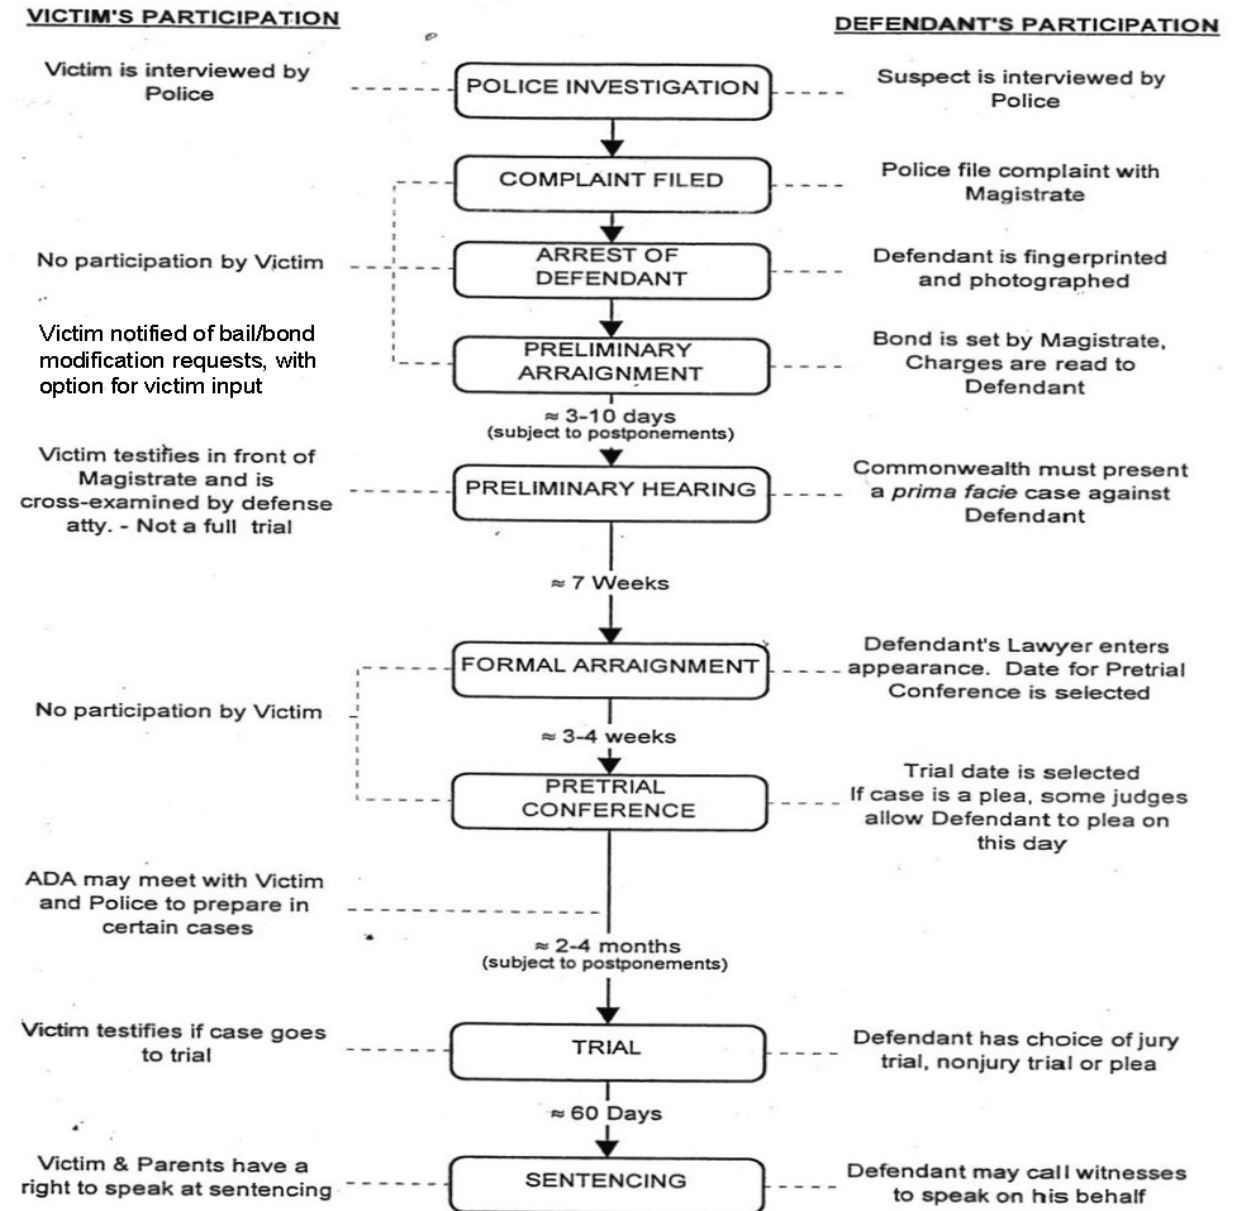 VICTIM'S PARTICIPATION
DEFENDANT'S PARTICIPATION
Victim is interviewed by
Police
POLICE INVESTIGATION
Suspect is interviewed by
Police
COMPLAINT FILED
Police file complaint with
Magistrate
No participation by Victim
ARREST OF
DEFENDANT
Defendant is fingerprinted
and photographed
Victim notified of bail/bond
modification requests, with
option for victim input
PRELIMINARY
ARRAIGNMENT
Bond is set by Magistrate,
Charges are read to
Defendant
≈ 3-10 days
(subject to postponements)
Victim testifies in front of
Magistrate and is
cross-examined by defense
atty. - Not a full trial
PRELIMINARY HEARING
Commonwealth must present
a prima facie case against
Defendant
≈ 7 Weeks
FORMAL ARRAIGNMENT
Defendant's Lawyer enters
appearance. Date for Pretrial
Conference is selected
No participation by Victim
≈ 3-4 weeks
PRETRIAL
CONFERENCE
Trial date is selected
If case is a plea, some judges
allow Defendant to plea on
this day
ADA may meet with Victim
and Police to prepare in
certain cases
≈ 2-4 months
(subject to postponements)
Victim testifies if case goes
to trial
TRIAL
Defendant has choice of jury
trial, nonjury trial or plea
≈ 60 Days
Victim & Parents have a
right to speak at sentencing
SENTENCING
Defendant may call witnesses
to speak on his behalf